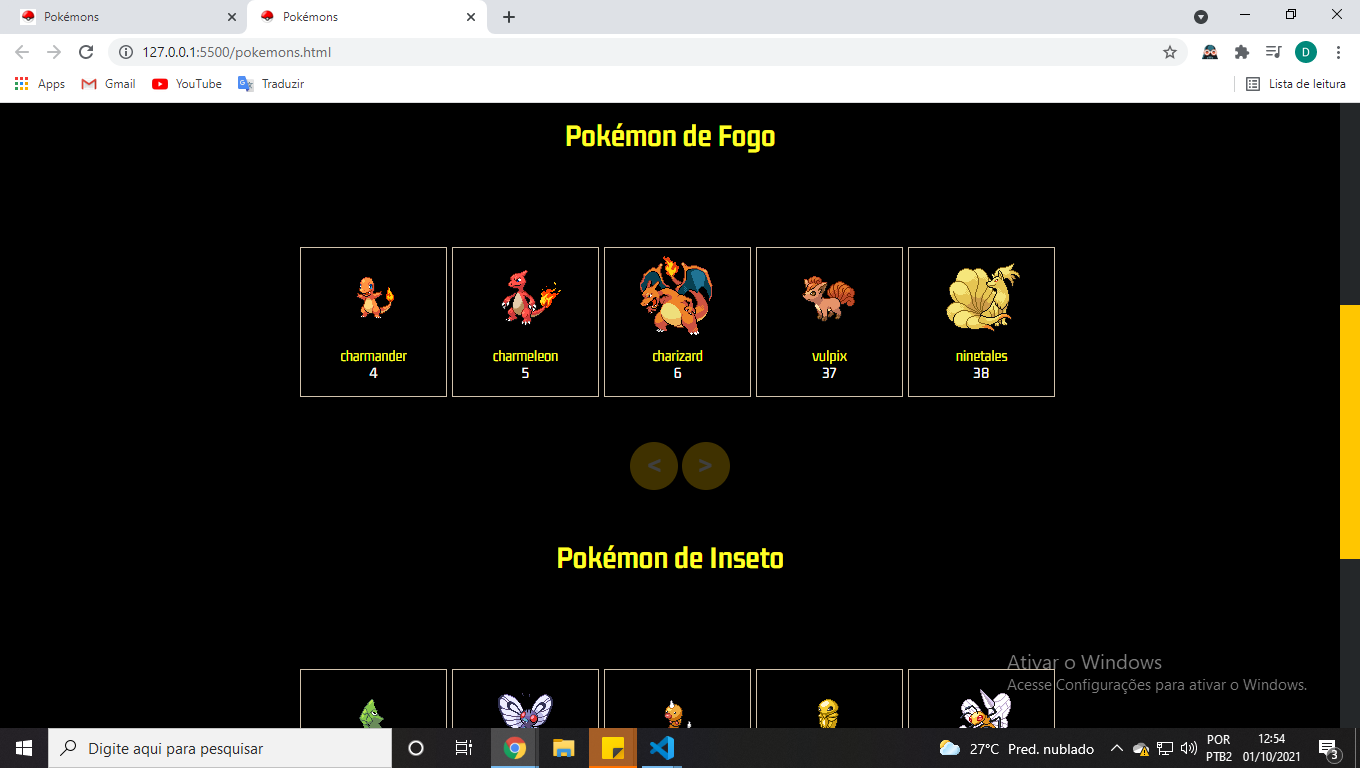 Pokémons
Pokémons
127.0.0.1:5500/pokemons.html
D
Apps
Gmail
YouTube
Traduzir
Lista de leitura
Pokémon de Fogo
charmander
4
charmeleon
5
charizard
6
vulpix
37
ninetales
38
<
>
Pokémon de Inseto
Ativar o Windows
Acesse Configurações para ativar o Windows.
Digite aqui para pesquisar
27°C Pred. nublado
POR
PTB2
12:54
01/10/2021
3